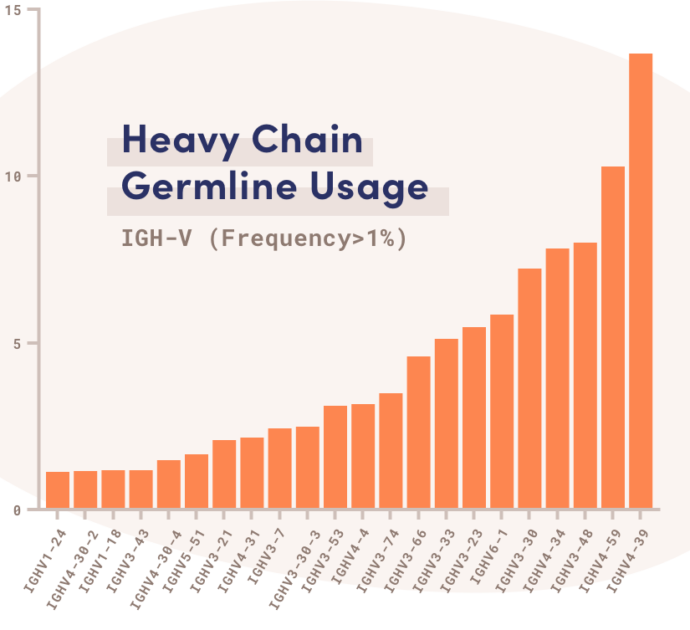 15
Heavy Chain
10
Germline Usage
IGH-V (Frequency>1%)
5
0
IGHV1-24
IGHV4-30-2
IGHV1-18
IGHV3-43
IGHV4-30-4
IGHV5-51
IGHV3-21
IGHV4-31
IGHV3-7
IGHV3-30-3
IGHV3-53
IGHV4-4
IGHV3-74
IGHV3-66
IGHV3-33
IGHV3-23
IGHV6-1
IGHV3-30
IGHV4-34
IGHV3-48
IGHV4-59
IGHV4-39